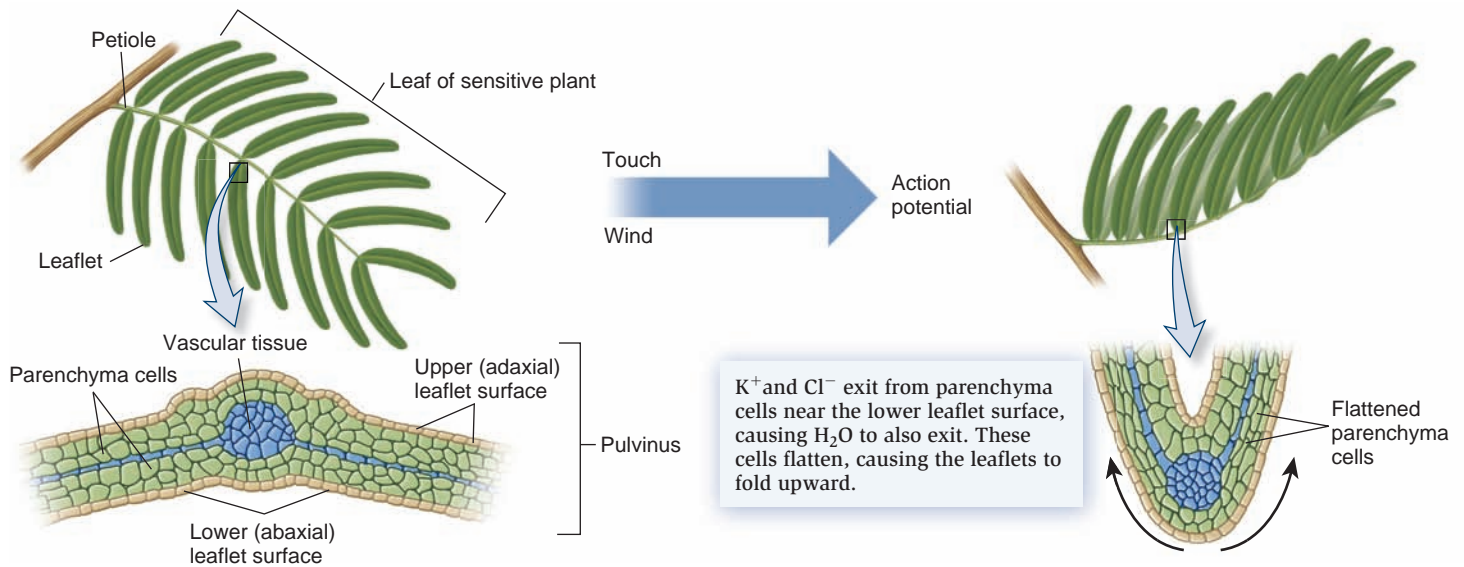 Petiole
Leaf of sensitive plant
Leaflet
Touch
Wind
Action
potential
Vascular tissue
Parenchyma cells
Upper (adaxial)
leaflet surface
Pulvinus
Lower (abaxial)
leaflet surface
K⁺ and Cl⁻ exit from parenchyma
cells near the lower leaflet surface,
causing H₂O to also exit. These
cells flatten, causing the leaflets to
fold upward.
Flattened
parenchyma
cells